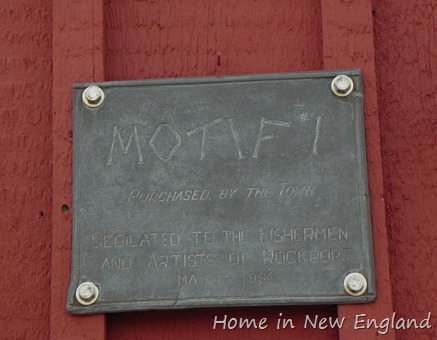 MOTIF #1
PURCHASED BY THE TOWN
DEDICATED TO THE FISHERMEN
AND ARTISTS OF ROCKPORT
Home in New England